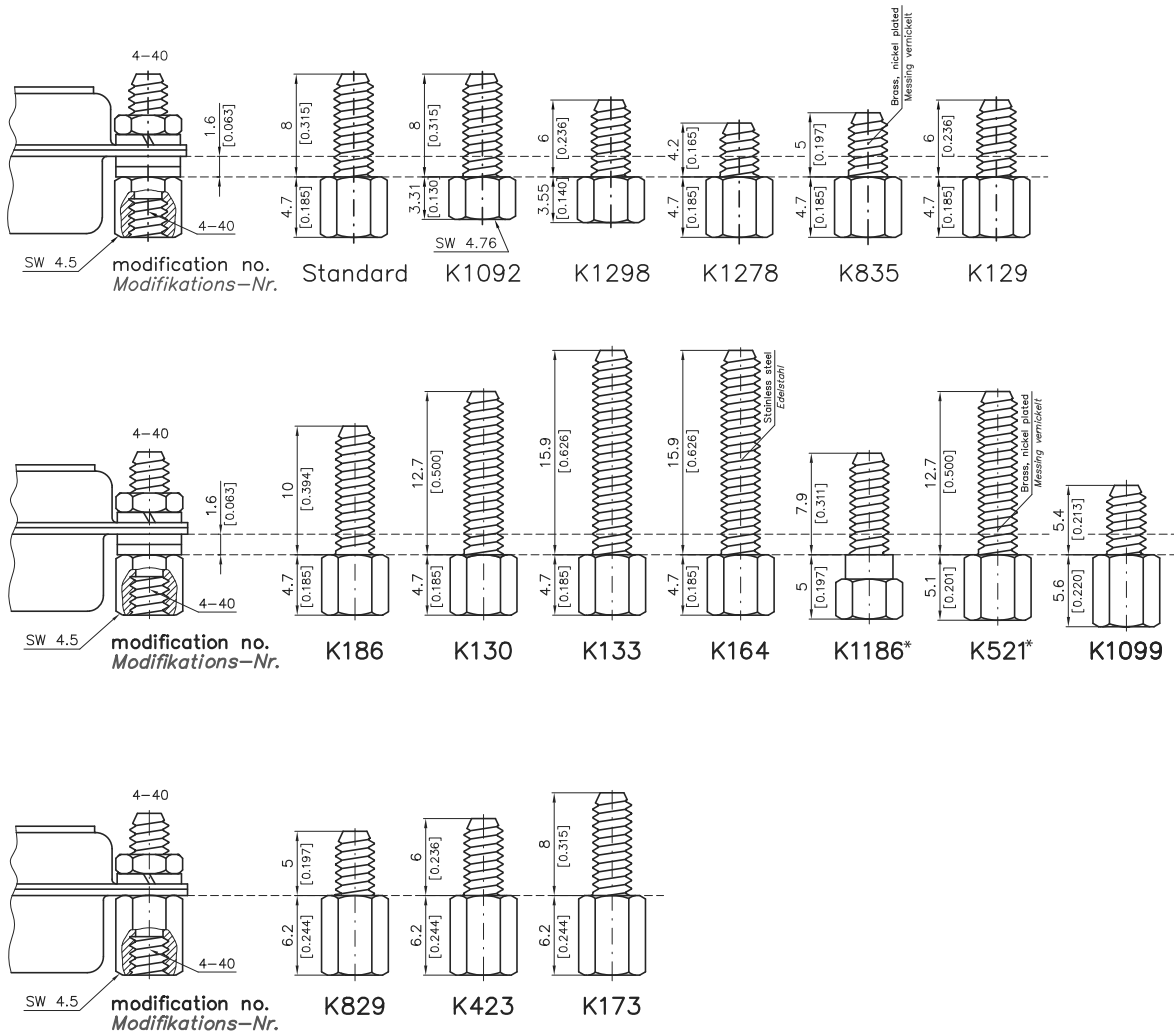 4-40
1.6
[0.063]
4-40
SW 4.5
modification no.
Modifikations-Nr.
8
[0.315]
4.7
[0.185]
Standard
8
[0.315]
3.31
[0.130]
SW 4.76
K1092
6
[0.236]
3.55
[0.140]
K1298
4.2
[0.165]
4.7
[0.185]
K1278
5
[0.197]
4.7
[0.185]
Brass, nickel plated
Messing vernickelt
K835
6
[0.236]
4.7
[0.185]
K129
4-40
1.6
[0.063]
4-40
SW 4.5
modification no.
Modifikations-Nr.
10
[0.394]
4.7
[0.185]
K186
12.7
[0.500]
4.7
[0.185]
K130
15.9
[0.626]
4.7
[0.185]
K133
15.9
[0.626]
4.7
[0.185]
Stainless steel
Edelstahl
K164
7.9
[0.311]
5
[0.197]
K1186*
12.7
[0.500]
5.1
[0.201]
Brass, nickel plated
Messing vernickelt
K521*
5.4
[0.213]
5.6
[0.220]
K1099
4-40
4-40
SW 4.5
modification no.
Modifikations-Nr.
5
[0.197]
6.2
[0.244]
K829
6
[0.236]
6.2
[0.244]
K423
8
[0.315]
6.2
[0.244]
K173